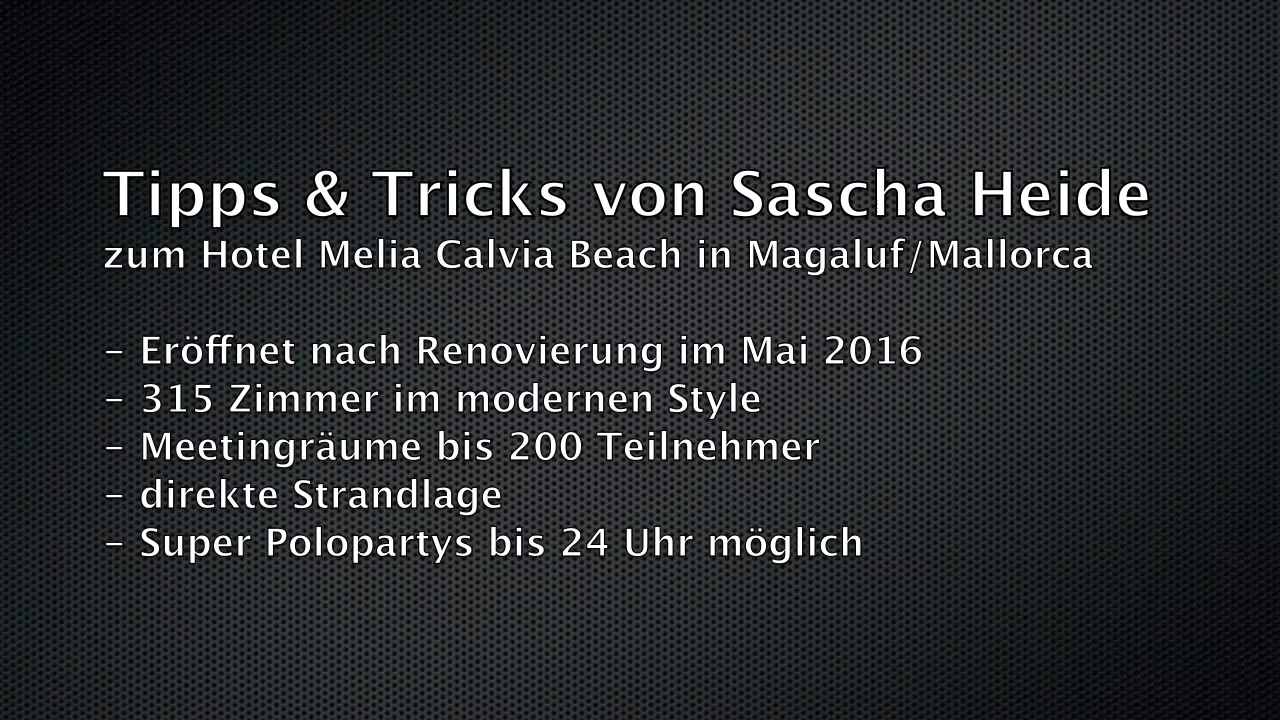 Tipps & Tricks von Sascha Heide
zum Hotel Melia Calvia Beach in Magaluf/Mallorca
- Eröffnet nach Renovierung im Mai 2016
- 315 Zimmer im modernen Style
- Meetingräume bis 200 Teilnehmer
- direkte Strandlage
- Super Polopartys bis 24 Uhr möglich